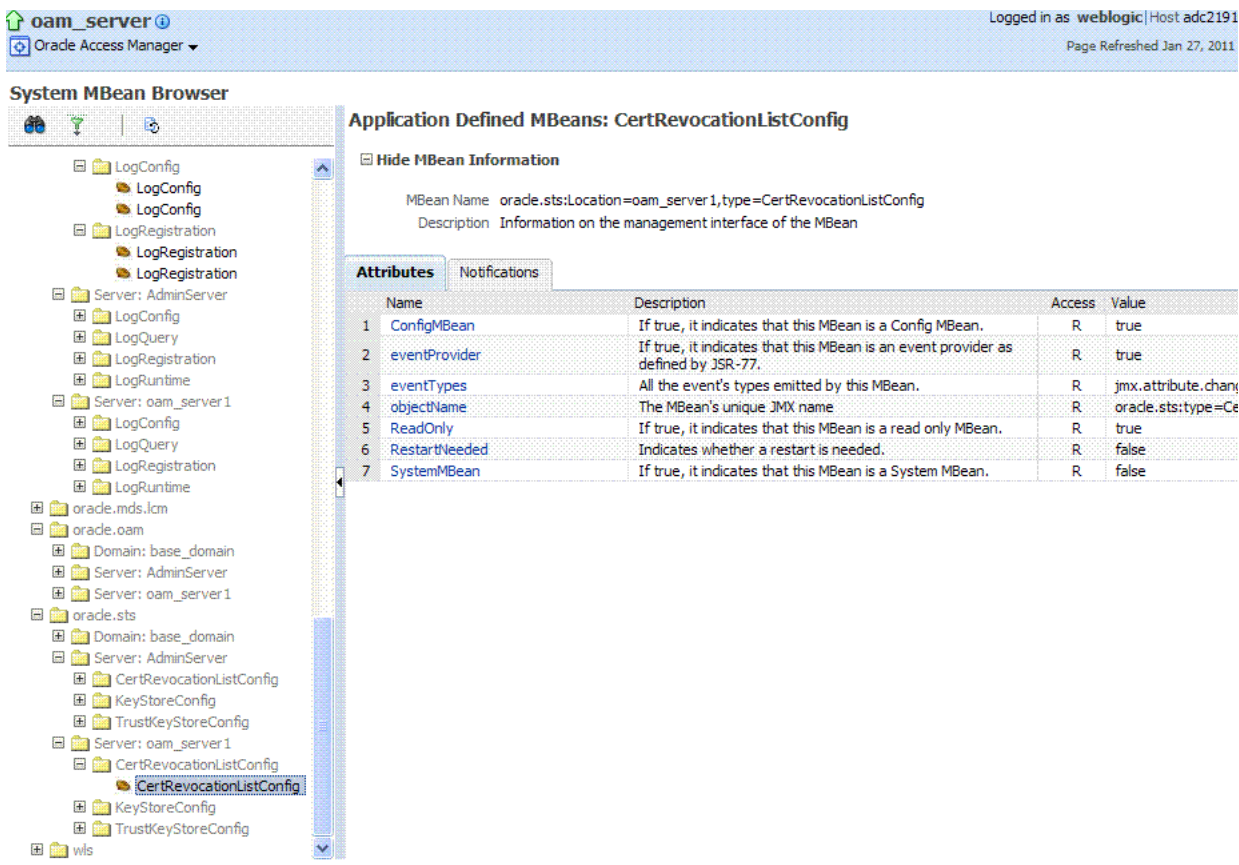 oam_server
Logged in as weblogic|Host adc2191
Oracle Access Manager
Page Refreshed Jan 27, 2011
System MBean Browser
Application Defined MBeans: CertRevocationListConfig
Hide MBean Information
MBean Name oracle.sts:Location=oam_server1,type=CertRevocationListConfig
Description Information on the management interface of the MBean
Attributes Notifications
Name Description Access Value
1 ConfigMBean If true, it indicates that this MBean is a Config MBean. R true
2 eventProvider If true, it indicates that this MBean is an event provider as defined by JSR-77. R true
3 eventTypes All the event's types emitted by this MBean. R jmx.attribute.chang
4 objectName The MBean's unique JMX name R oracle.sts:type=Ce
5 ReadOnly If true, it indicates that this MBean is a read only MBean. R true
6 RestartNeeded Indicates whether a restart is needed. R false
7 SystemMBean If true, it indicates that this MBean is a System MBean. R false
LogConfig
LogConfig
LogConfig
LogRegistration
LogRegistration
LogRegistration
Server: AdminServer
LogConfig
LogQuery
LogRegistration
LogRuntime
Server: oam_server1
LogConfig
LogQuery
LogRegistration
LogRuntime
oracle.mds.lcm
oracle.oam
Domain: base_domain
Server: AdminServer
Server: oam_server1
oracle.sts
Domain: base_domain
Server: AdminServer
CertRevocationListConfig
KeyStoreConfig
TrustKeyStoreConfig
Server: oam_server1
CertRevocationListConfig
CertRevocationListConfig
KeyStoreConfig
TrustKeyStoreConfig
wls